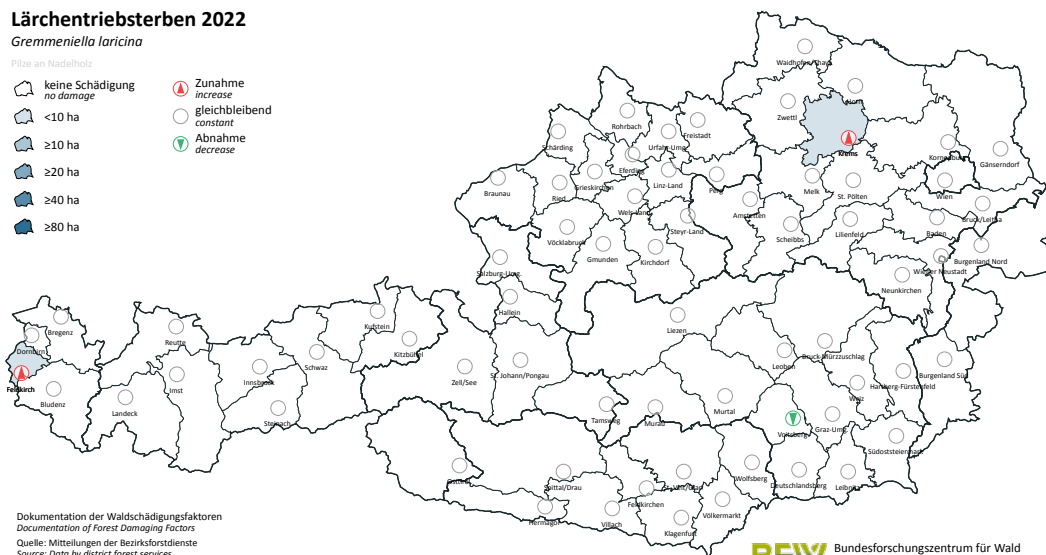 Lärchentriebsterben 2022
Gremmeniella laricina
Pilze an Nadelholz
keine Schädigung
no damage
<10 ha
≥10 ha
≥20 ha
≥40 ha
≥80 ha
Zunahme
increase
gleichbleibend
constant
Abnahme
decrease
Waidhofen/Thaya
Horn
Zwettl
Krems
Rohrbach
Freistadt
Schärding
Urfahr-Umg.
Korneuburg
Gänserndorf
Eferding
Grieskirchen
Linz-Land
Perg
Melk
St. Pölten
Wien
Braunau
Ried
Wels-Land
Amstetten
Bruck/Leitha
Steyr-Land
Scheibbs
Lilienfeld
Baden
Vöcklabruck
Gmunden
Kirchdorf
Burgenland Nord
Salzburg-Umg.
Wiener Neustadt
Neunkirchen
Hallein
Liezen
Bregenz
Kufstein
Reutte
Dornbirn
Kitzbühel
Bruck-Mürzzuschlag
Schwaz
Leoben
Feldkirch
Innsbruck
Zell/See
St. Johann/Pongau
Imst
Hartberg-Fürstenfeld
Burgenland Süd
Bludenz
Landeck
Weiz
Steinach
Tamsweg
Murau
Murtal
Voitsberg
Graz-Umg.
Südoststeiermark
Osttirol
Spittal/Drau
St. Veit/Glan
Wolfsberg
Deutschlandsberg
Leibnitz
Feldkirchen
Hermagor
Villach
Völkermarkt
Klagenfurt
Dokumentation der Waldschädigungsfaktoren
Documentation of Forest Damaging Factors
Quelle: Mitteilungen der Bezirksforstdienste
Source: Data by district forest services
BFW
Bundesforschungszentrum für Wald